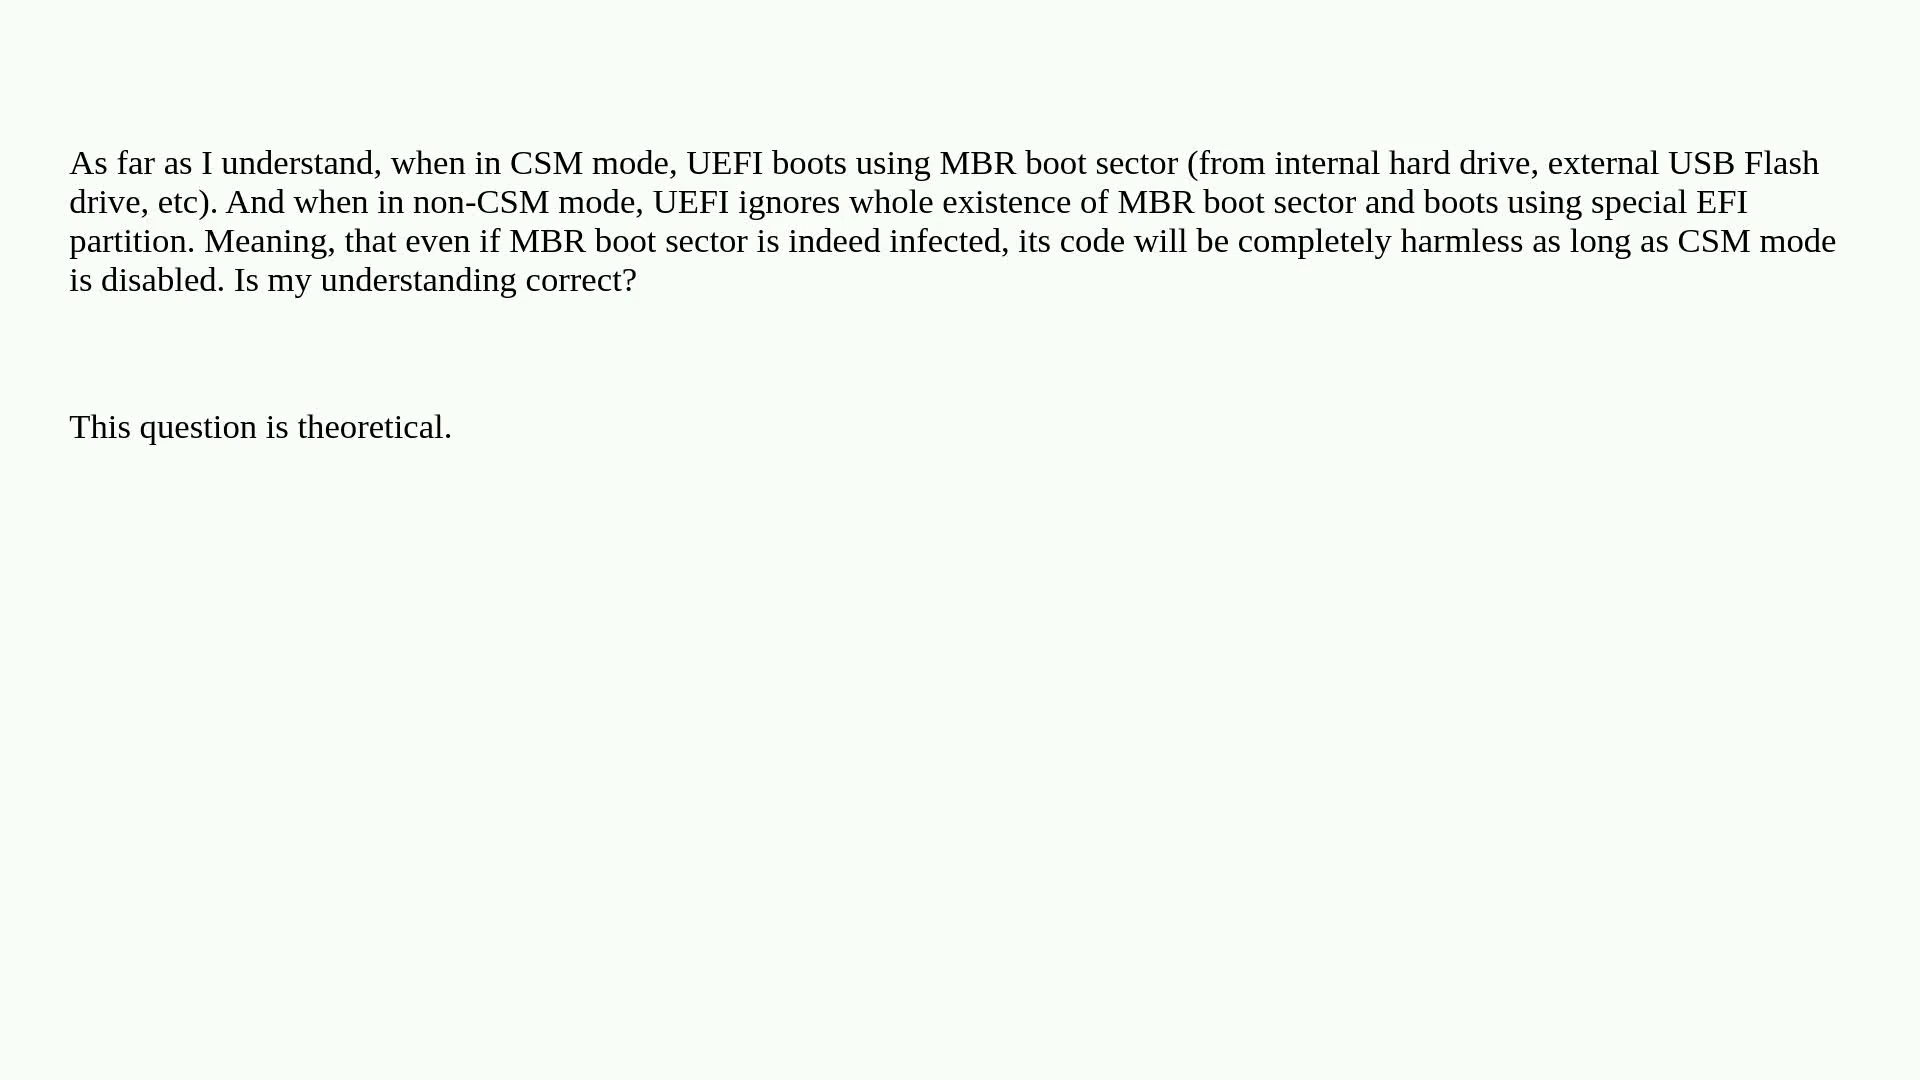 As far as I understand, when in CSM mode, UEFI boots using MBR boot sector (from internal hard drive, external USB Flash
drive, etc). And when in non-CSM mode, UEFI ignores whole existence of MBR boot sector and boots using special EFI
partition. Meaning, that even if MBR boot sector is indeed infected, its code will be completely harmless as long as CSM mode
is disabled. Is my understanding correct?
This question is theoretical.